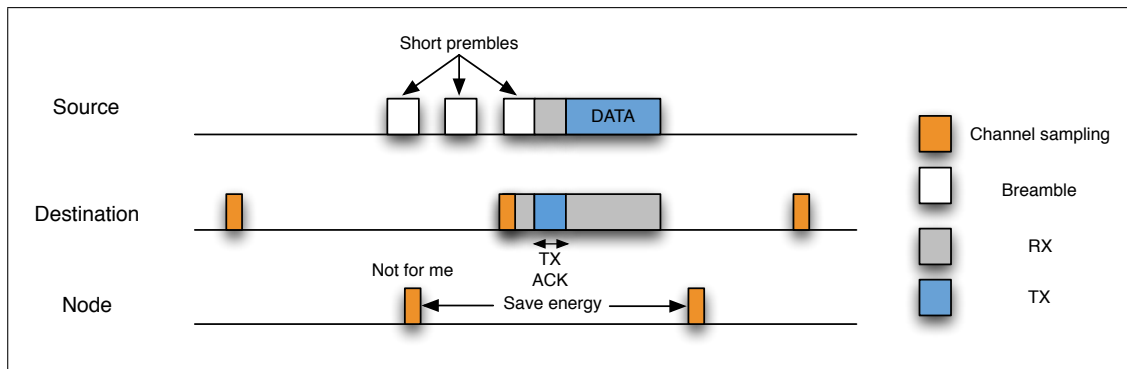 Short prembles
Source
DATA
Channel sampling
Breamble
Destination
RX
TX
ACK
Not for me
TX
Node
Save energy